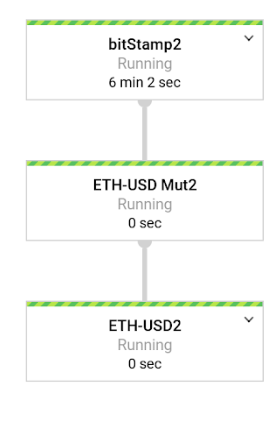 bitStamp2
Running
6 min 2 sec
ETH-USD Mut2
Running
0 sec
ETH-USD2
Running
0 sec